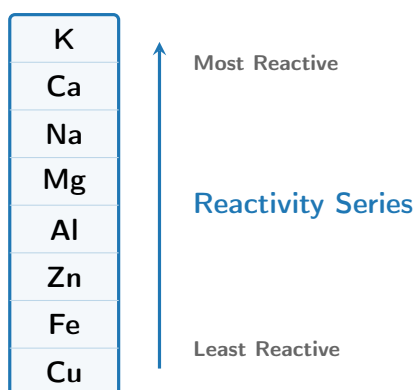 K
Ca
Na
Mg
Al
Zn
Fe
Cu
Most Reactive
Reactivity Series
Least Reactive